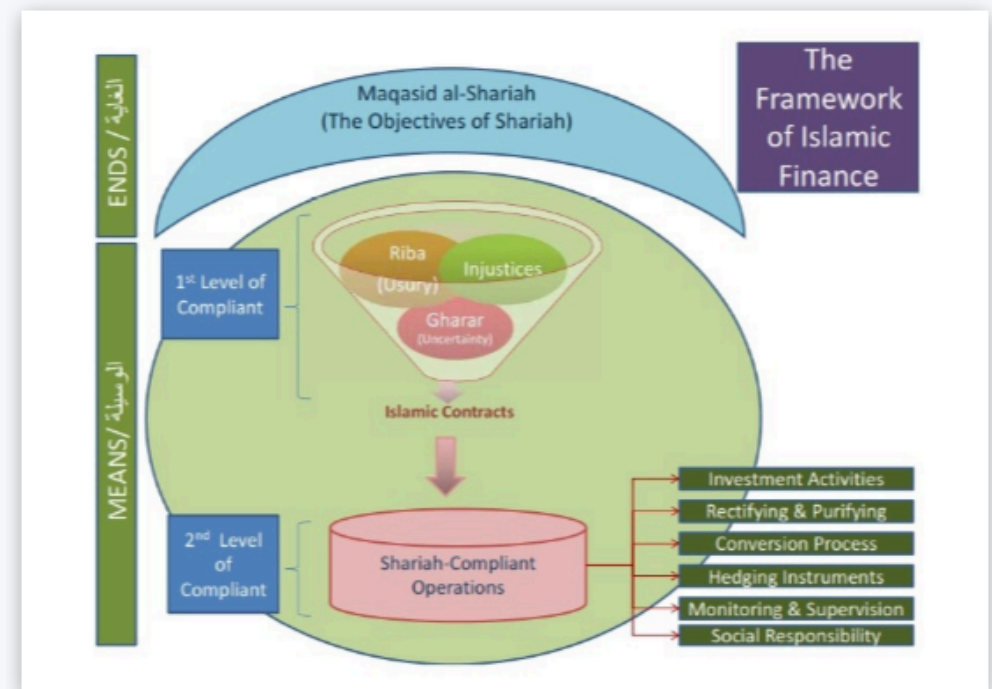 The
Framework
of Islamic
Finance
Maqasid al-Shariah
(The Objectives of Shariah)
ENDS / الغاية
MEANS/ الوسيلة
1st Level of
Compliant
Riba
(Usury)
Injustices
Gharar
(Uncertainty)
Islamic Contracts
2nd Level
of
Compliant
Shariah-Compliant
Operations
Investment Activities
Rectifying & Purifying
Conversion Process
Hedging Instruments
Monitoring & Supervision
Social Responsibility